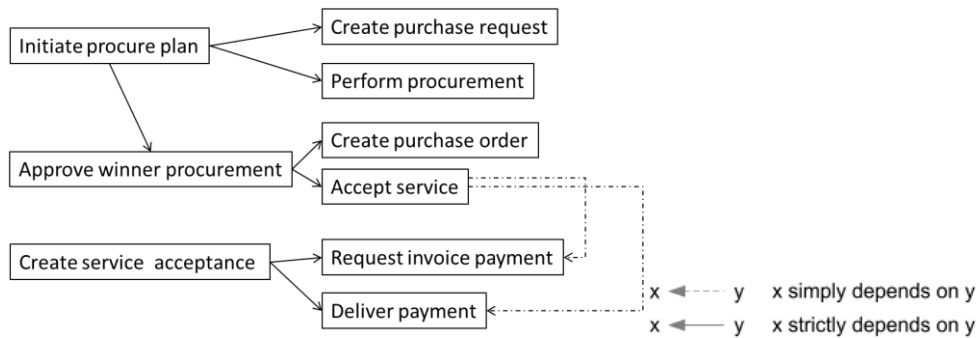 Create purchase request
Initiate procure plan
Perform procurement
Create purchase order
Approve winner procurement
Accept service
Create service acceptance
Request invoice payment
Deliver payment
x y x simply depends on y
x y x strictly depends on y